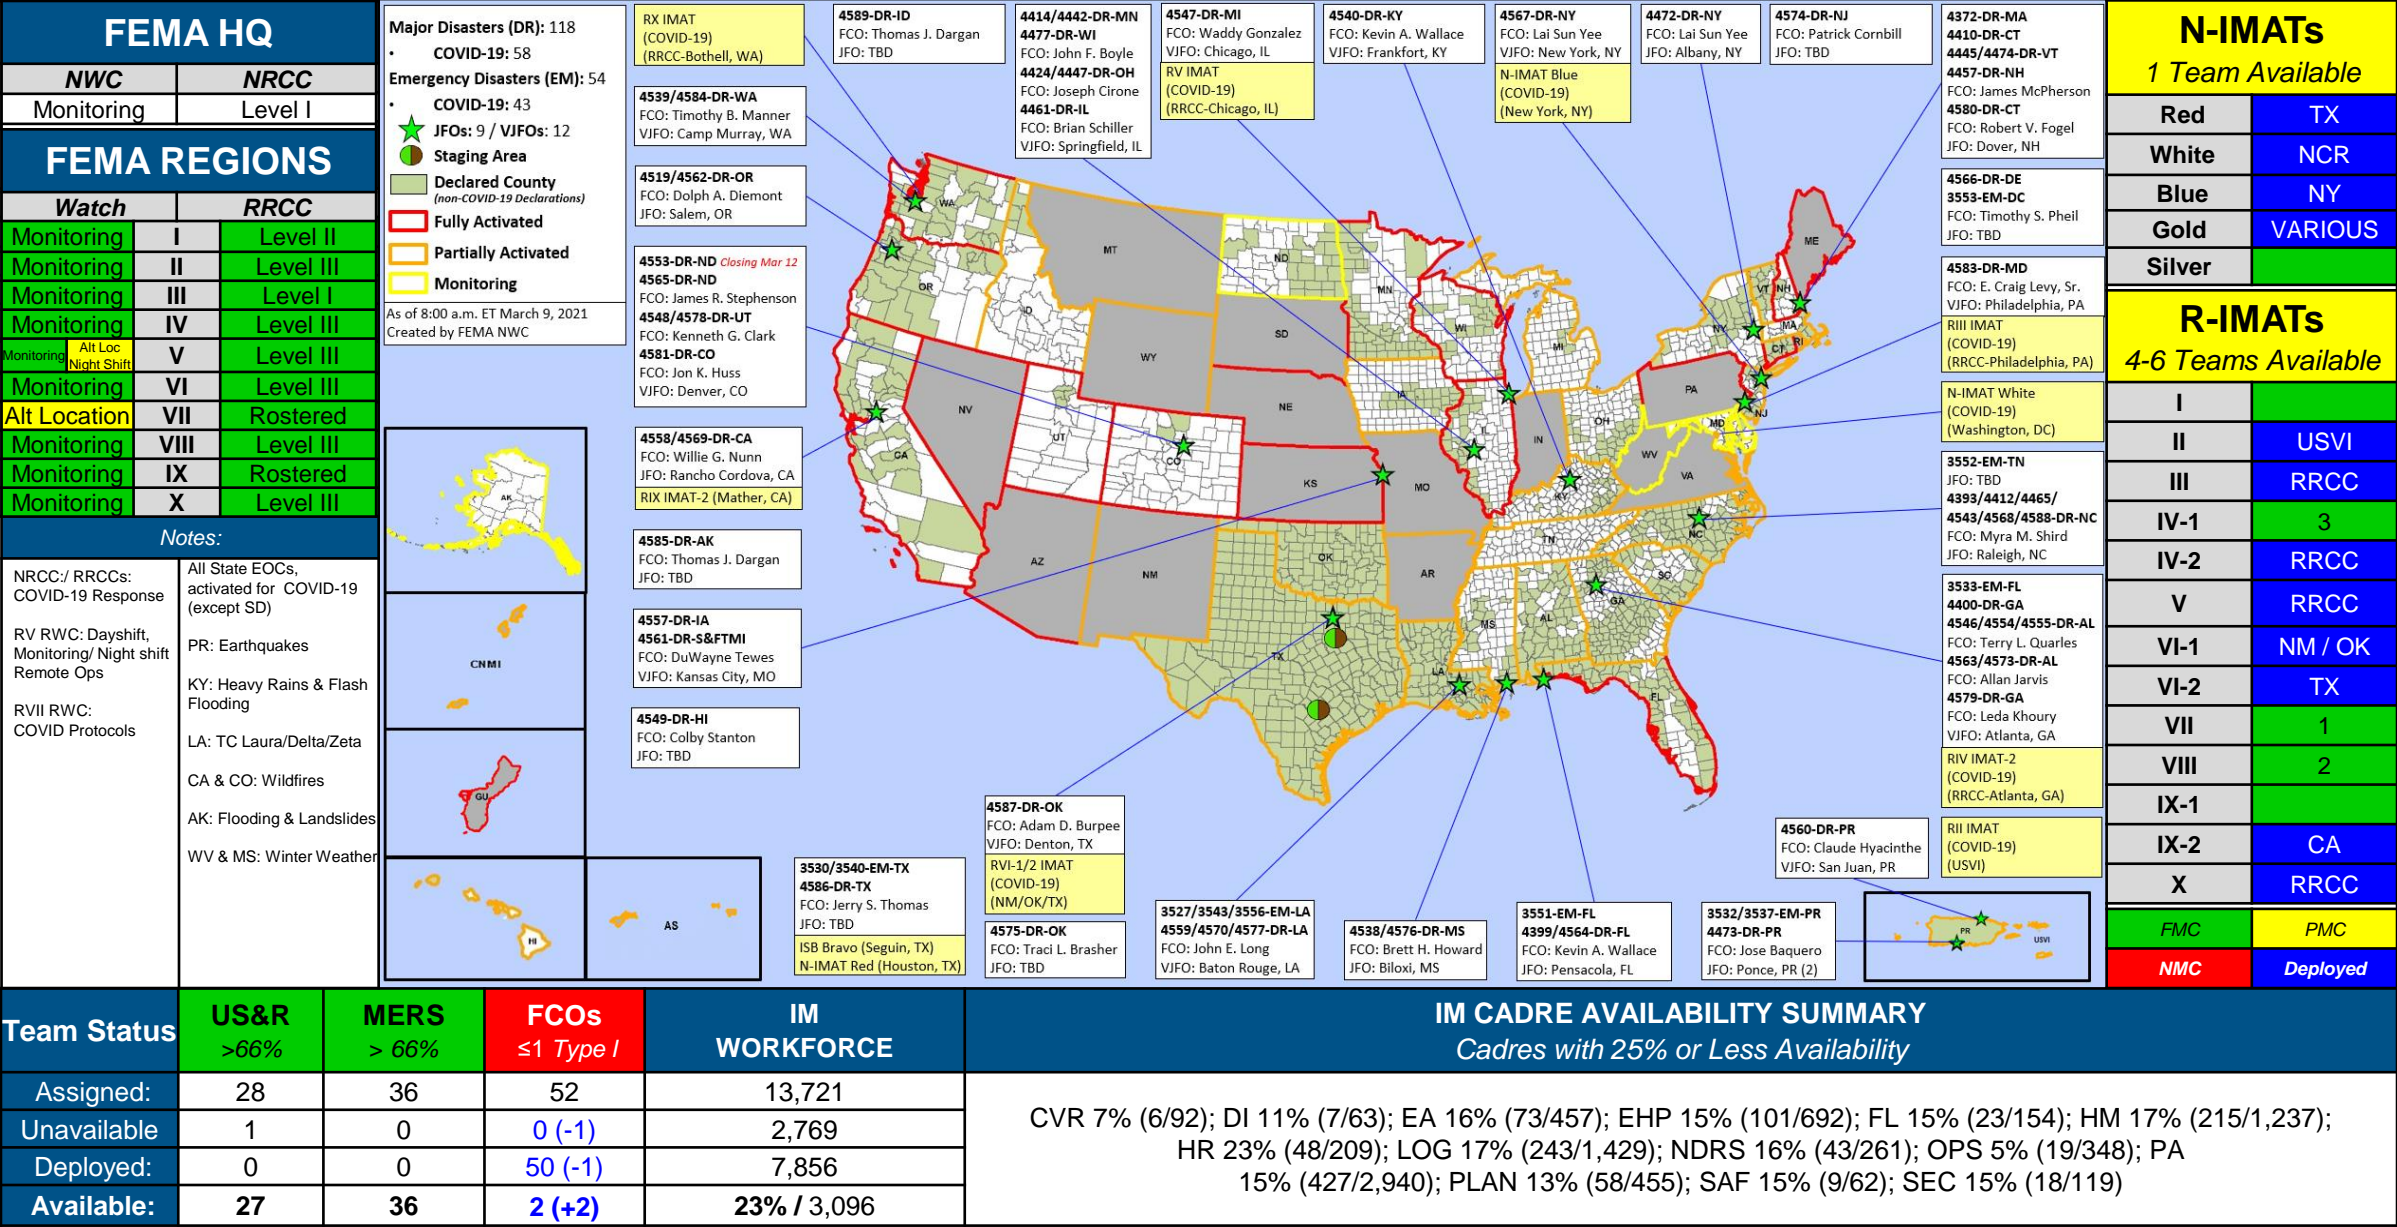 FEMA HQ
NWC NRCC
Monitoring Level I
FEMA REGIONS
Watch RRCC
Monitoring I Level II
Monitoring II Level III
Monitoring III Level I
Monitoring IV Level III
Monitoring Alt Loc Night Shift V Level III
Monitoring VI Level III
Alt Location VII Rostered
Monitoring VIII Level III
Monitoring IX Rostered
Monitoring X Level III
Notes:
NRCC:/ RRCCs:
COVID-19 Response
RV RWC: Dayshift,
Monitoring/ Night shift
Remote Ops
RVII RWC:
COVID Protocols
All State EOCs,
activated for COVID-19
(except SD)
PR: Earthquakes
KY: Heavy Rains & Flash
Flooding
LA: TC Laura/Delta/Zeta
CA & CO: Wildfires
AK: Flooding & Landslides
WV & MS: Winter Weather
Major Disasters (DR): 118
• COVID-19: 58
Emergency Disasters (EM): 54
• COVID-19: 43
JFOs: 9 / VJFOs: 12
Staging Area
Declared County
(non-COVID-19 Declarations)
Fully Activated
Partially Activated
Monitoring
As of 8:00 a.m. ET March 9, 2021
Created by FEMA NWC
RX IMAT
(COVID-19)
(RRCC-Bothell, WA)
4539/4584-DR-WA
FCO: Timothy B. Manner
VJFO: Camp Murray, WA
4519/4562-DR-OR
FCO: Dolph A. Diemont
JFO: Salem, OR
4553-DR-ND Closing Mar 12
4565-DR-ND
FCO: James R. Stephenson
4548/4578-DR-UT
FCO: Kenneth G. Clark
4581-DR-CO
FCO: Jon K. Huss
VJFO: Denver, CO
4558/4569-DR-CA
FCO: Willie G. Nunn
JFO: Rancho Cordova, CA
RIX IMAT-2 (Mather, CA)
4585-DR-AK
FCO: Thomas J. Dargan
JFO: TBD
4557-DR-IA
4561-DR-S&FTMI
FCO: DuWayne Tewes
VJFO: Kansas City, MO
4549-DR-HI
FCO: Colby Stanton
JFO: TBD
4589-DR-ID
FCO: Thomas J. Dargan
JFO: TBD
4414/4442-DR-MN
4477-DR-WI
FCO: John F. Boyle
4424/4447-DR-OH
FCO: Joseph Cirone
4461-DR-IL
FCO: Brian Schiller
VJFO: Springfield, IL
4547-DR-MI
FCO: Waddy Gonzalez
VJFO: Chicago, IL
RV IMAT
(COVID-19)
(RRCC-Chicago, IL)
4540-DR-KY
FCO: Kevin A. Wallace
VJFO: Frankfort, KY
4567-DR-NY
FCO: Lai Sun Yee
VJFO: New York, NY
N-IMAT Blue
(COVID-19)
(New York, NY)
4472-DR-NY
FCO: Lai Sun Yee
JFO: Albany, NY
4574-DR-NJ
FCO: Patrick Cornbill
JFO: TBD
4372-DR-MA
4410-DR-CT
4445/4474-DR-VT
4457-DR-NH
FCO: James McPherson
4580-DR-CT
FCO: Robert V. Fogel
JFO: Dover, NH
4566-DR-DE
3553-EM-DC
FCO: Timothy S. Pheil
JFO: TBD
4583-DR-MD
FCO: E. Craig Levy, Sr.
VJFO: Philadelphia, PA
RIII IMAT
(COVID-19)
(RRCC-Philadelphia, PA)
N-IMAT White
(COVID-19)
(Washington, DC)
3552-EM-TN
JFO: TBD
4393/4412/4465/
4543/4568/4588-DR-NC
FCO: Myra M. Shird
JFO: Raleigh, NC
3533-EM-FL
4400-DR-GA
4546/4554/4555-DR-AL
FCO: Terry L. Quarles
4563/4573-DR-AL
FCO: Allan Jarvis
4579-DR-GA
FCO: Leda Khoury
VJFO: Atlanta, GA
RIV IMAT-2
(COVID-19)
(RRCC-Atlanta, GA)
RII IMAT
(COVID-19)
(USVI)
4560-DR-PR
FCO: Claude Hyacinthe
VJFO: San Juan, PR
3530/3540-EM-TX
4586-DR-TX
FCO: Jerry S. Thomas
JFO: TBD
ISB Bravo (Seguin, TX)
N-IMAT Red (Houston, TX)
4587-DR-OK
FCO: Adam D. Burpee
VJFO: Denton, TX
RVI-1/2 IMAT
(COVID-19)
(NM/OK/TX)
4575-DR-OK
FCO: Traci L. Brasher
JFO: TBD
3527/3543/3556-EM-LA
4559/4570/4577-DR-LA
FCO: John E. Long
VJFO: Baton Rouge, LA
4538/4576-DR-MS
FCO: Brett H. Howard
JFO: Biloxi, MS
3551-EM-FL
4399/4564-DR-FL
FCO: Kevin A. Wallace
JFO: Pensacola, FL
3532/3537-EM-PR
4473-DR-PR
FCO: Jose Baquero
JFO: Ponce, PR (2)
WA
MT
ND
MN
ME
OR
ID
SD
WI
MI
NY
VT NH
MA
CT RI
WY
NE
IA
PA
NJ
NV
UT
CO
KS
MO
IL
IN
OH
MD
WV
VA
KY
CA
AZ
NM
OK
AR
TN
NC
SC
TX
LA
MS
AL
GA
FL
AK
CNMI
GU
HI
AS
PR
USVI
N-IMATs
1 Team Available
Red TX
White NCR
Blue NY
Gold VARIOUS
Silver
R-IMATs
4-6 Teams Available
I
II USVI
III RRCC
IV-1 3
IV-2 RRCC
V RRCC
VI-1 NM / OK
VI-2 TX
VII 1
VIII 2
IX-1
IX-2 CA
X RRCC
FMC PMC
NMC Deployed
Team Status US&R >66% MERS > 66% FCOs ≤1 Type I IM WORKFORCE
Assigned: 28 36 52 13,721
Unavailable 1 0 0 (-1) 2,769
Deployed: 0 0 50 (-1) 7,856
Available: 27 36 2 (+2) 23% / 3,096
IM CADRE AVAILABILITY SUMMARY
Cadres with 25% or Less Availability
CVR 7% (6/92); DI 11% (7/63); EA 16% (73/457); EHP 15% (101/692); FL 15% (23/154); HM 17% (215/1,237);
HR 23% (48/209); LOG 17% (243/1,429); NDRS 16% (43/261); OPS 5% (19/348); PA
15% (427/2,940); PLAN 13% (58/455); SAF 15% (9/62); SEC 15% (18/119)